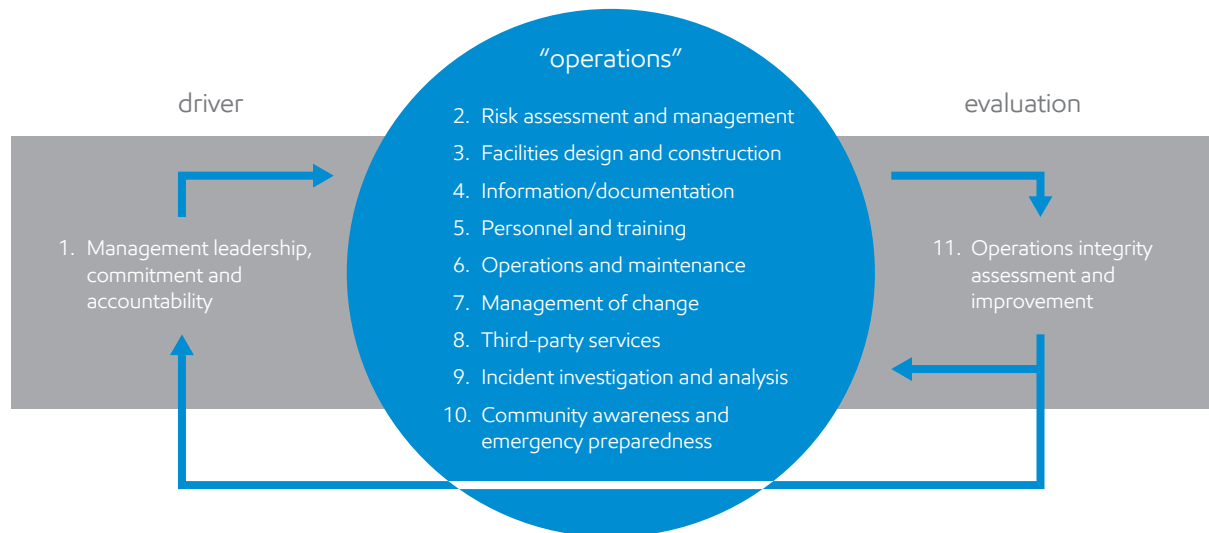 driver
1. Management leadership,
commitment and
accountability
“operations”
2. Risk assessment and management
3. Facilities design and construction
4. Information/documentation
5. Personnel and training
6. Operations and maintenance
7. Management of change
8. Third-party services
9. Incident investigation and analysis
10. Community awareness and
emergency preparedness
evaluation
11. Operations integrity
assessment and
improvement